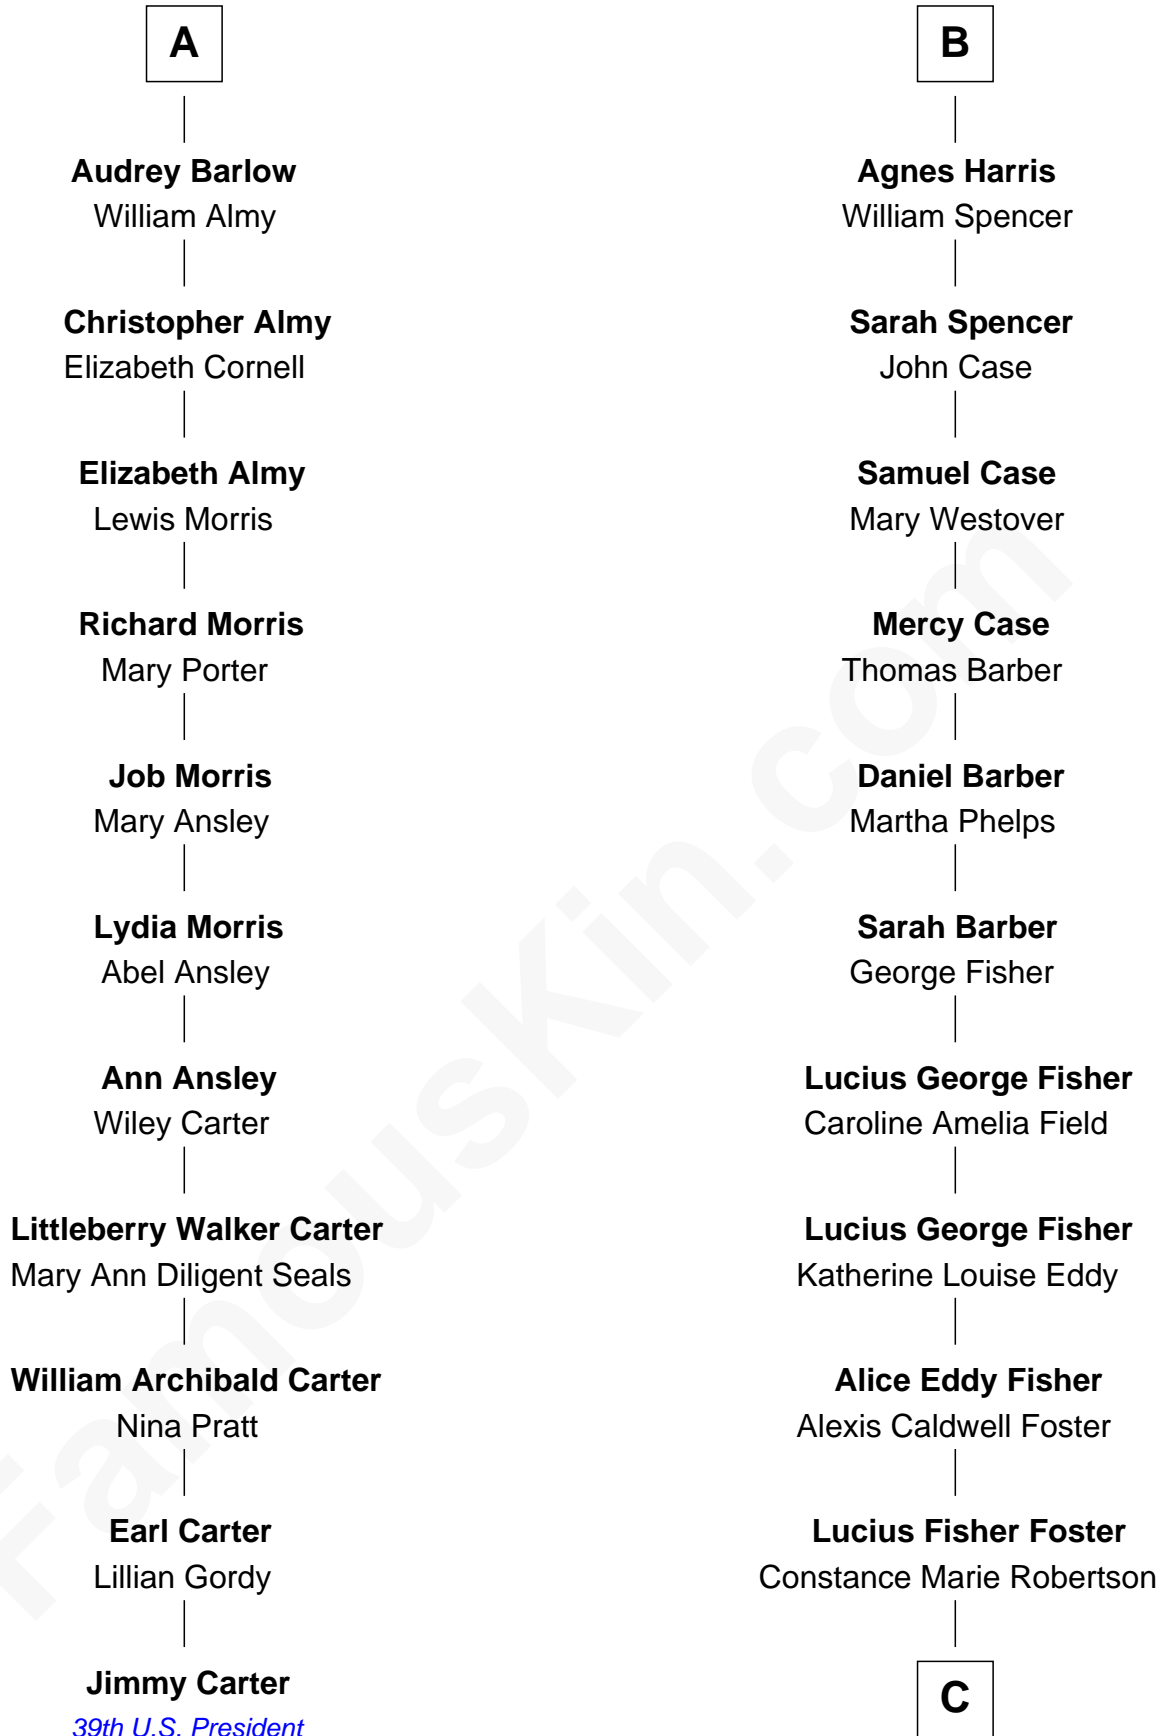 A
Audrey Barlow
William Almy
Christopher Almy
Elizabeth Cornell
Elizabeth Almy
Lewis Morris
Richard Morris
Mary Porter
Job Morris
Mary Ansley
Lydia Morris
Abel Ansley
Ann Ansley
Wiley Carter
Littleberry Walker Carter
Mary Ann Diligent Seals
William Archibald Carter
Nina Pratt
Earl Carter
Lillian Gordy
Jimmy Carter
39th U.S. President
B
Agnes Harris
William Spencer
Sarah Spencer
John Case
Samuel Case
Mary Westover
Mercy Case
Thomas Barber
Daniel Barber
Martha Phelps
Sarah Barber
George Fisher
Lucius George Fisher
Caroline Amelia Field
Lucius George Fisher
Katherine Louise Eddy
Alice Eddy Fisher
Alexis Caldwell Foster
Lucius Fisher Foster
Constance Marie Robertson
C
FamousKin.com